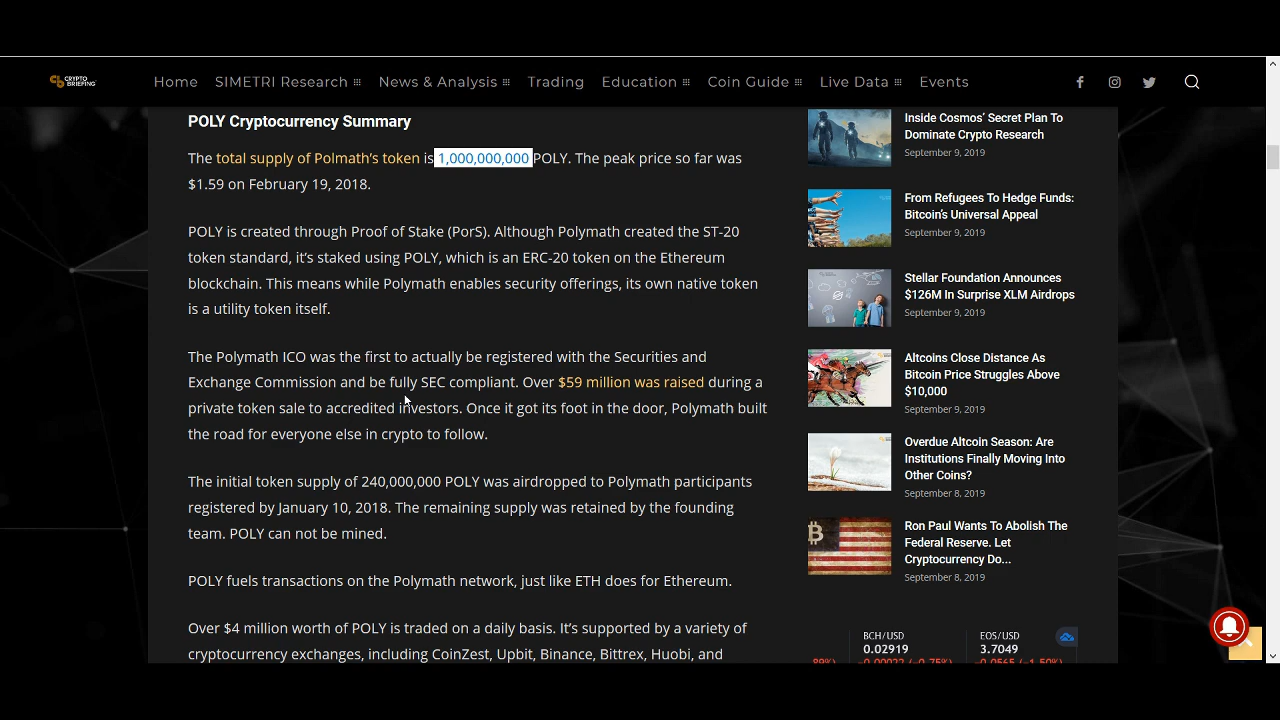 CRYPTO
BRIEFING
Home SIMETRI Research News & Analysis Trading Education Coin Guide Live Data Events
POLY Cryptocurrency Summary
The total supply of Polmath's token is 1,000,000,000 POLY. The peak price so far was
$1.59 on February 19, 2018.
POLY is created through Proof of Stake (PorS). Although Polymath created the ST-20
token standard, it's staked using POLY, which is an ERC-20 token on the Ethereum
blockchain. This means while Polymath enables security offerings, its own native token
is a utility token itself.
The Polymath ICO was the first to actually be registered with the Securities and
Exchange Commission and be fully SEC compliant. Over $59 million was raised during a
private token sale to accredited investors. Once it got its foot in the door, Polymath built
the road for everyone else in crypto to follow.
The initial token supply of 240,000,000 POLY was airdropped to Polymath participants
registered by January 10, 2018. The remaining supply was retained by the founding
team. POLY can not be mined.
POLY fuels transactions on the Polymath network, just like ETH does for Ethereum.
Over $4 million worth of POLY is traded on a daily basis. It's supported by a variety of
cryptocurrency exchanges, including CoinZest, Upbit, Binance, Bittrex, Huobi, and
Inside Cosmos' Secret Plan To
Dominate Crypto Research
September 9, 2019
From Refugees To Hedge Funds:
Bitcoin's Universal Appeal
September 9, 2019
Stellar Foundation Announces
$126M In Surprise XLM Airdrops
September 9, 2019
Altcoins Close Distance As
Bitcoin Price Struggles Above
$10,000
September 9, 2019
Overdue Altcoin Season: Are
Institutions Finally Moving Into
Other Coins?
September 8, 2019
Ron Paul Wants To Abolish The
Federal Reserve. Let
Cryptocurrency Do...
September 8, 2019
BCH/USD EOS/USD
0.02919 3.7049